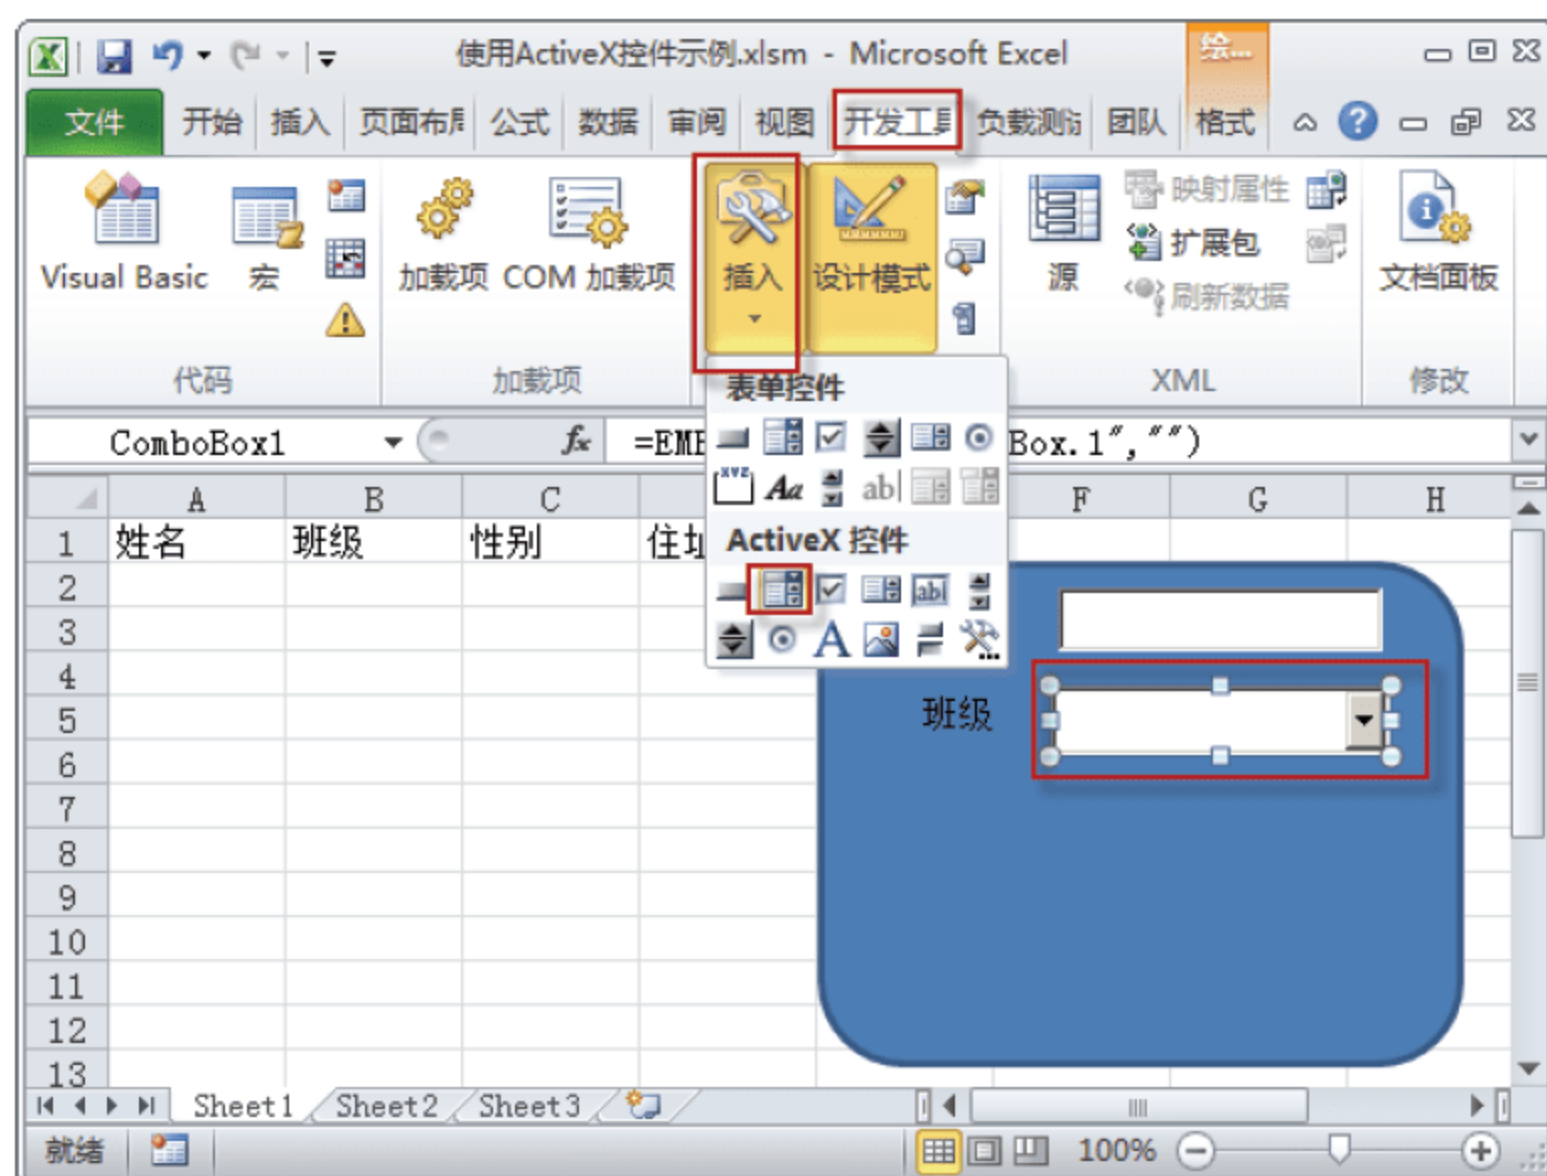 使用ActiveX控件示例.xlsm - Microsoft Excel 绘...
文件 开始 插入 页面布局 公式 数据 审阅 视图 开发工具 负载测试 团队 格式
映射属性
扩展包
Visual Basic 宏 加载项 COM 加载项 插入 设计模式 源 文档面板
刷新数据
代码 加载项 XML 修改
表单控件
ComboBox1 fx =EME Box.1","")
XYZ Aa ab|
A B C F G H
1 姓名 班级 性别 住址
ActiveX 控件
2 abl
3 A
4
5 班级
6
7
8
9
10
11
12
13
Sheet1 Sheet2 Sheet3
就绪 100%